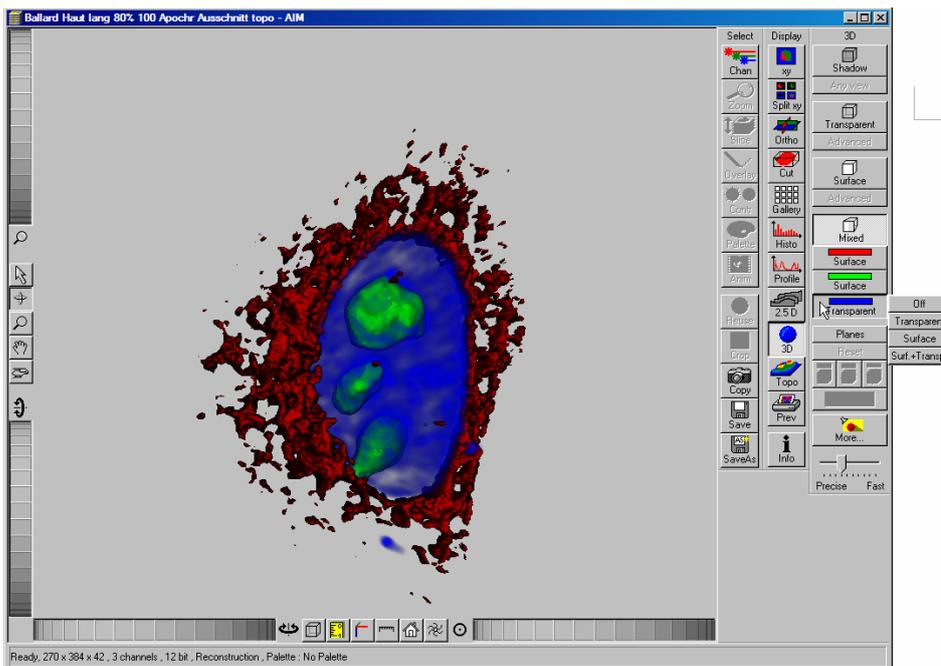 Ballard Haut lang 80% 100 Apochr Ausschnitt topo - AIM
Select
Chan
Zoom
Slice
Overlay
Contr
Palette
Anim
Reuse
Crop
Copy
Save
AS
SaveAs
Display
xy
Split xy
Ortho
Cut
Gallery
Histo
Profile
2.5 D
3D
Topo
Prev
Info
3D
Shadow
Any view
Transparent
Advanced
Surface
Advanced
Mixed
Surface
Surface
Transparent
Planes
Reset
More...
Precise Fast
Off
Transparen
Surface
Surf.+Transp
Ready, 270 x 384 x 42 , 3 channels , 12 bit , Reconstruction , Palette : No Palette